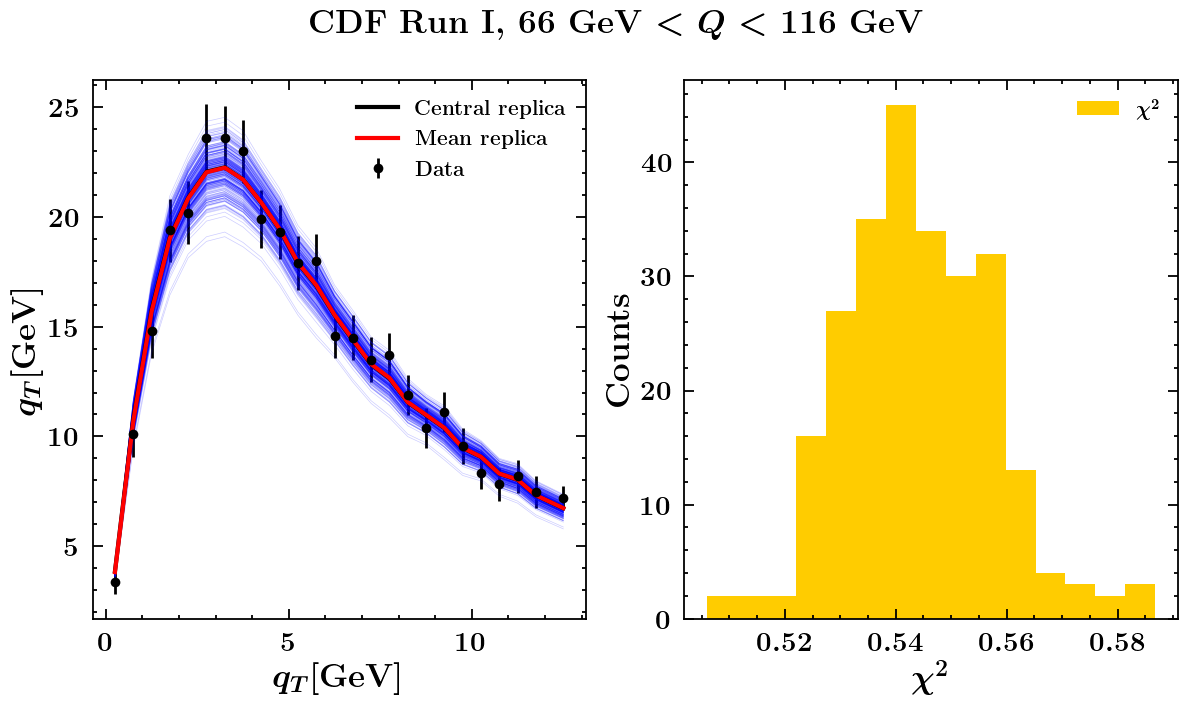 CDF Run I, 66 GeV < Q < 116 GeV
Central replica
Mean replica
Data
25
20
15
10
5
0
5
10
q_T[GeV]
q_T[GeV]
χ²
40
30
20
10
0
0.52
0.54
0.56
0.58
Counts
χ²